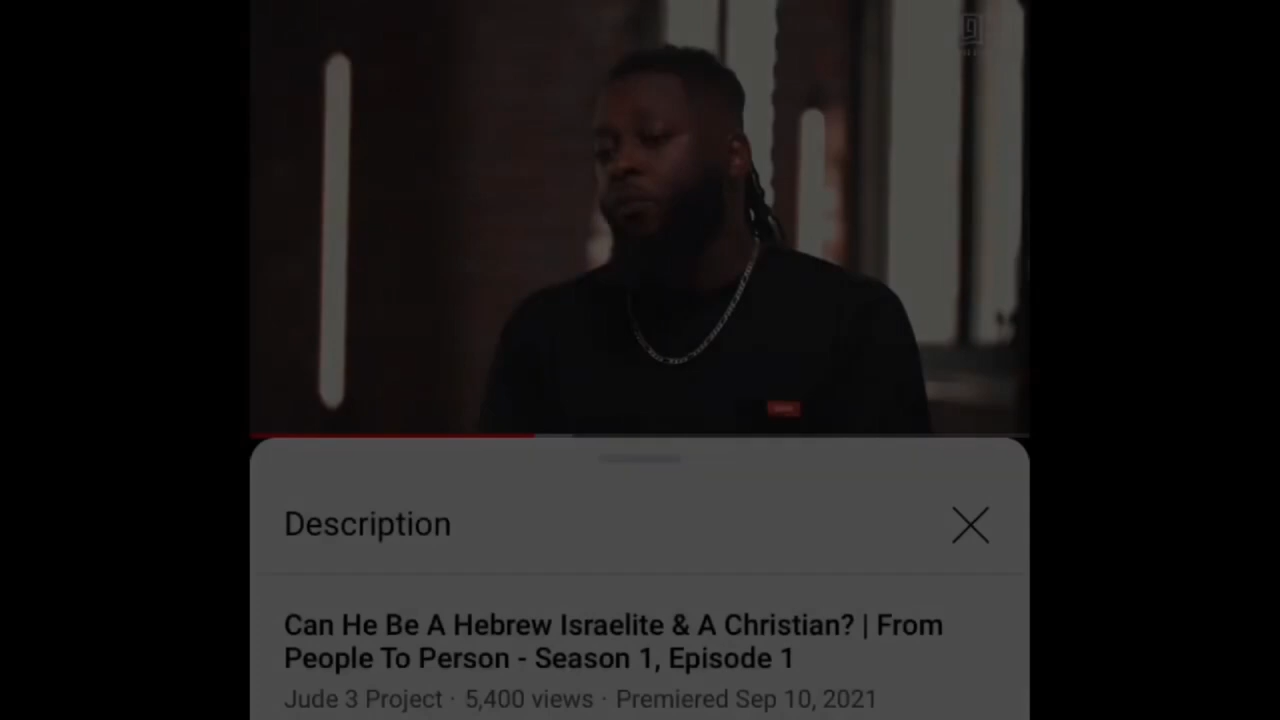 Description
Can He Be A Hebrew Israelite & A Christian? | From
People To Person - Season 1, Episode 1
Jude 3 Project · 5,400 views · Premiered Sep 10, 2021